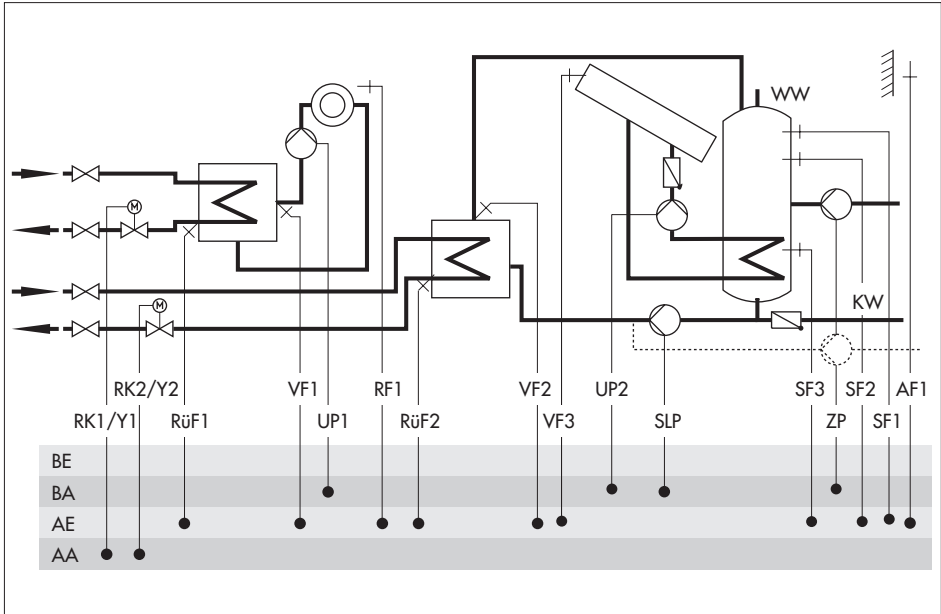 WW
M
M
KW
RK2/Y2 VF1 RF1 VF2 UP2 SF3 SF2 AF1
RK1/Y1 RüF1 UP1 RüF2 VF3 SLP ZP SF1
BE
BA
AE
AA